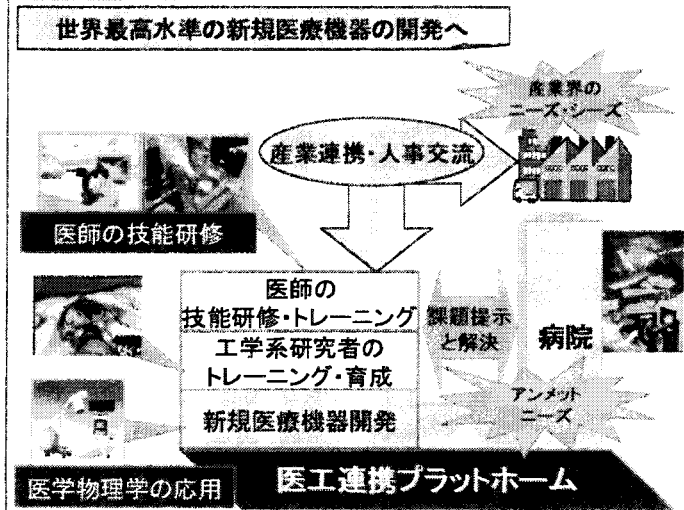 世界最高水準の新規医療機器の開発へ
産業界の
ニーズ・シーズ
産業連携・人事交流
医師の技能研修
医師の
技能研修・トレーニング
工学系研究者の
トレーニング・育成
新規医療機器開発
課題提示
と解決
病院
アンメット
ニーズ
医学物理学の応用
医工連携プラットホーム